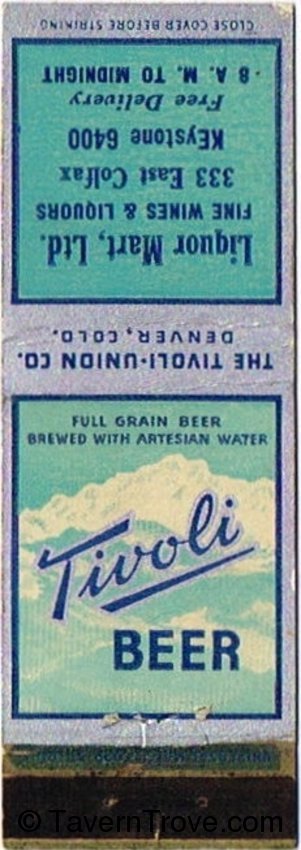 CLOSE COVER BEFORE STRIKING
Liquor Mart, Ltd.
FINE WINES & LIQUORS
333 East Colfax
KEystone 6400
Free Delivery
· 8 A. M. TO MIDNIGHT
THE TIVOLI-UNION CO.
DENVER, COLO.
FULL GRAIN BEER
BREWED WITH ARTESIAN WATER
Tivoli
BEER
© TavernTrove.com